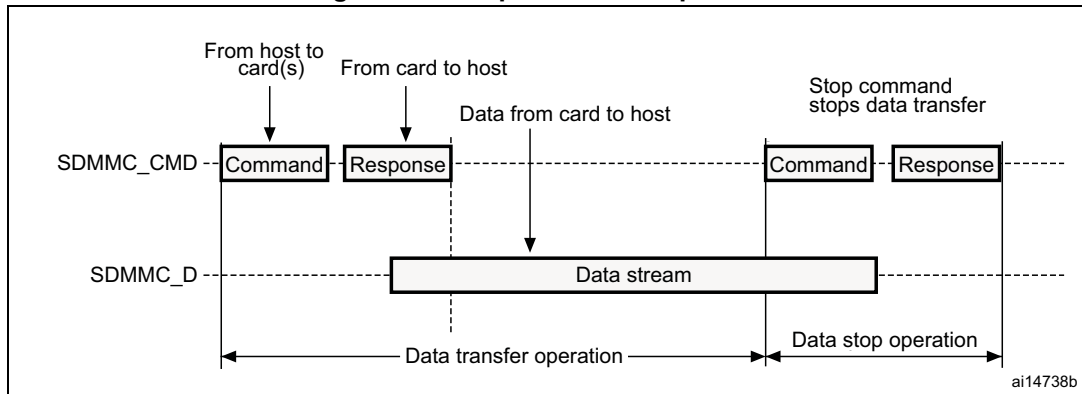 From host to
card(s)
From card to host
Data from card to host
Stop command
stops data transfer
SDMMC_CMD
Command
Response
Command
Response
SDMMC_D
Data stream
Data transfer operation
Data stop operation
ai14738b